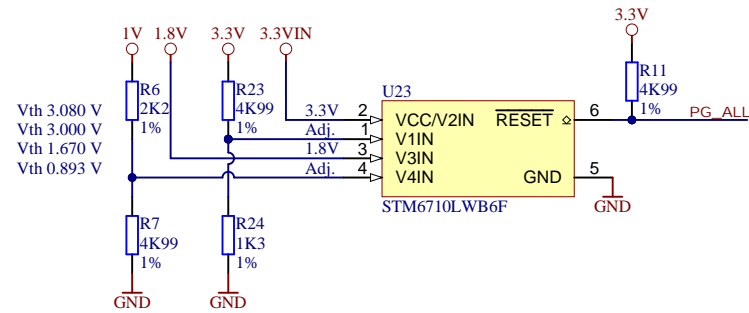 1V 1.8V 3.3V 3.3VIN 3.3V
R6
2K2
1%
R23
4K99
1%
R11
4K99
1%
Vth 3.080 V
Vth 3.000 V
Vth 1.670 V
Vth 0.893 V
U23
3.3V 2 VCC/V2IN RESET 6 PG_ALL
Adj. 1 V1IN
1.8V 3 V3IN
Adj. 4 V4IN GND 5
STM6710LWB6F
GND
R7
4K99
1%
R24
1K3
1%
GND GND